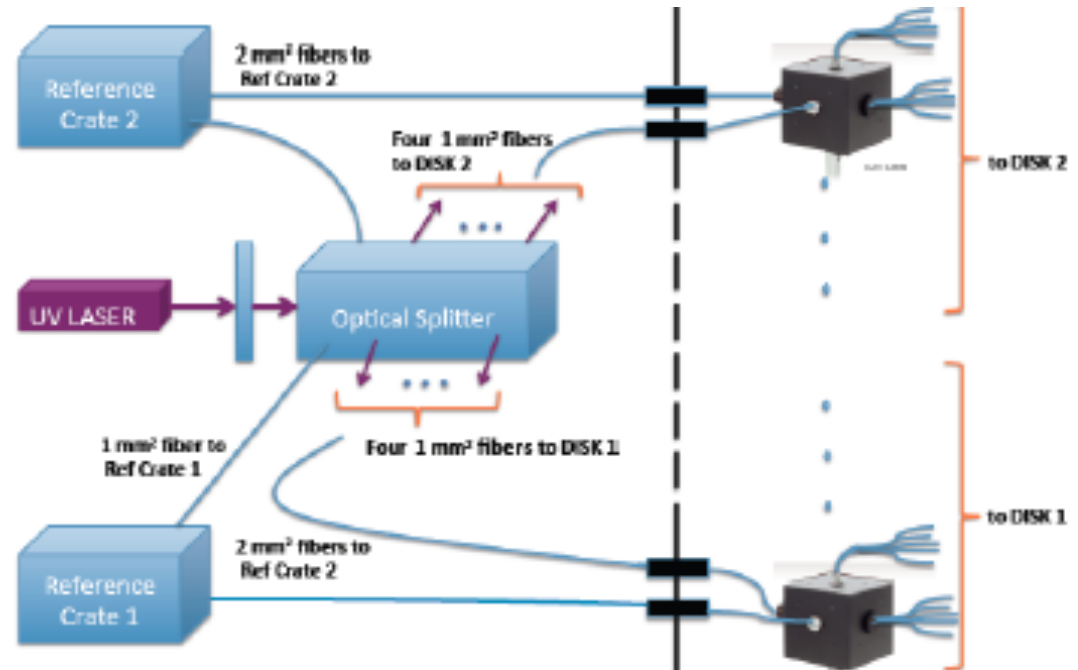 2 mm² fibers to
Ref Crate 2
Reference
Crate 2
Four 1 mm² fibers
to DISK 2
to DISK 2
UV LASER
Optical Splitter
1 mm² fiber to
Ref Crate 1
Four 1 mm² fibers to DISK 1
to DISK 1
2 mm² fibers to
Ref Crate 2
Reference
Crate 1